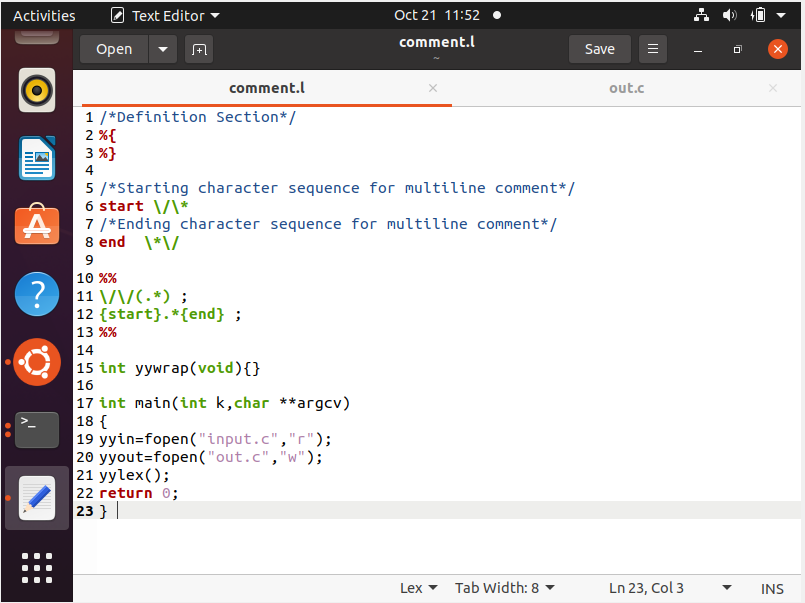 Activities Text Editor Oct 21 11:52
Open comment.l Save
~
comment.l × out.c ×
1 /*Definition Section*/
2 %{
3 %}
4
5 /*Starting character sequence for multiline comment*/
6 start \/\*
7 /*Ending character sequence for multiline comment*/
8 end  \*\/
9
10 %%
11 \/\/(.*) ;
12 {start}.*{end} ;
13 %%
14
15 int yywrap(void){}
16
17 int main(int k,char **argcv)
18 {
19 yyin=fopen("input.c","r");
20 yyout=fopen("out.c","w");
21 yylex();
22 return 0;
23 }
Lex Tab Width: 8 Ln 23, Col 3 INS